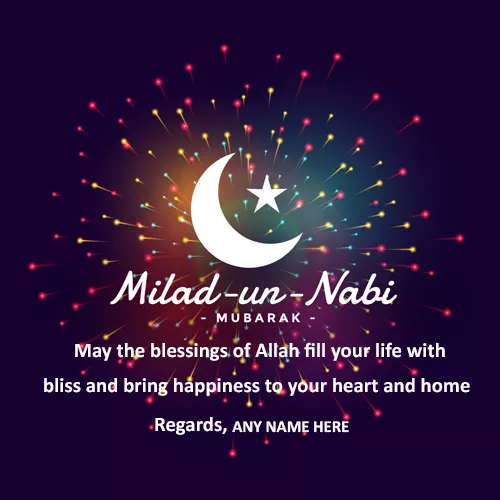 Milad-un-Nabi
- MUBARAK -
May the blessings of Allah fill your life with
bliss and bring happiness to your heart and home
Regards, ANY NAME HERE